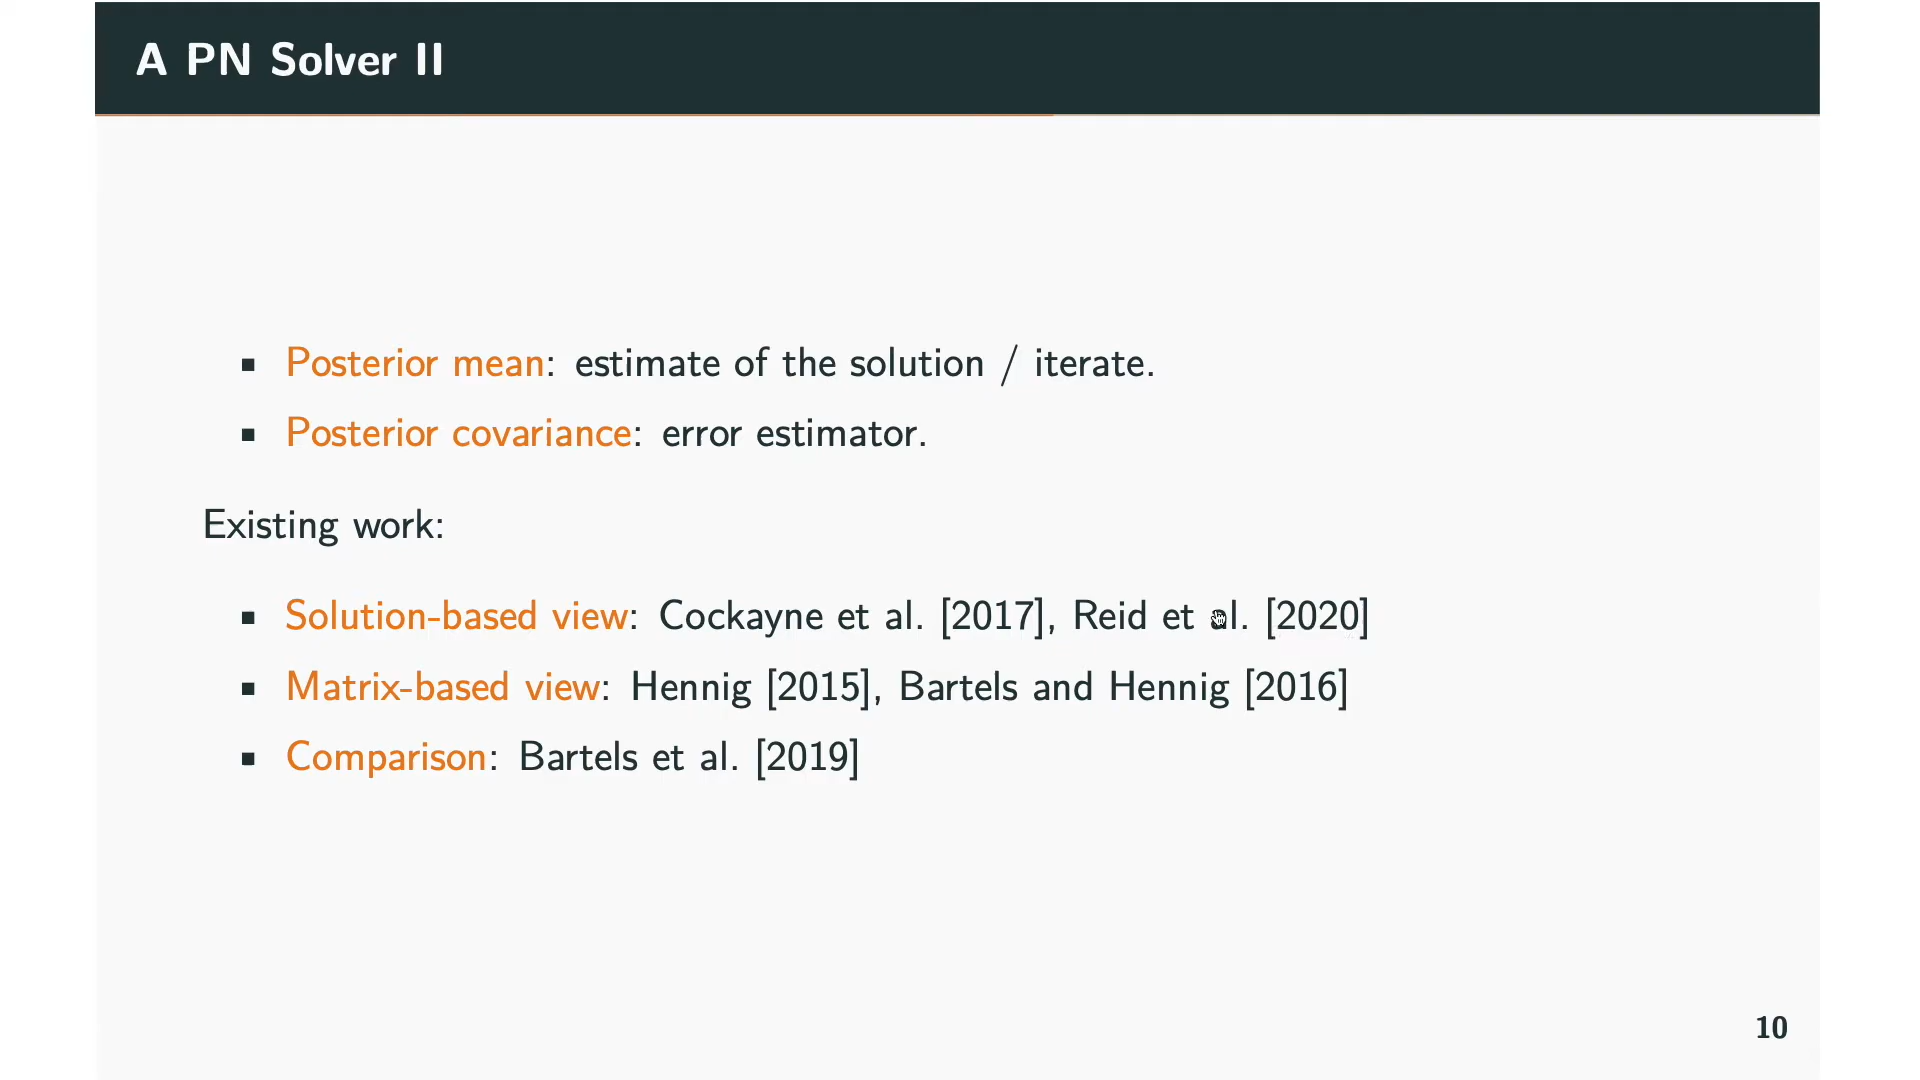 A PN Solver II
▪ Posterior mean: estimate of the solution / iterate.
▪ Posterior covariance: error estimator.
Existing work:
▪ Solution-based view: Cockayne et al. [2017], Reid et al. [2020]
▪ Matrix-based view: Hennig [2015], Bartels and Hennig [2016]
▪ Comparison: Bartels et al. [2019]
10